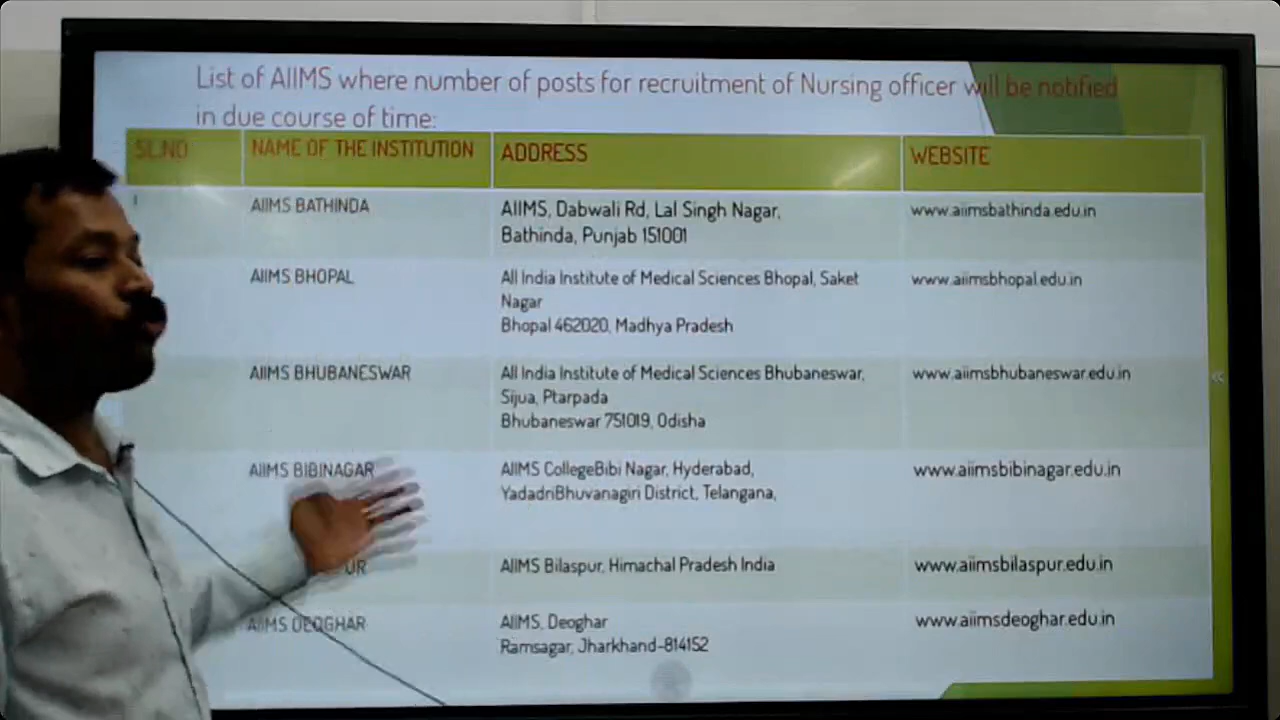 List of AIIMS where number of posts for recruitment of Nursing officer will be notified
in due course of time:
SL.NO NAME OF THE INSTITUTION ADDRESS WEBSITE
1 AIIMS BATHINDA AIIMS, Dabwali Rd, Lal Singh Nagar, www.aiimsbathinda.edu.in
Bathinda, Punjab 151001
AIIMS BHOPAL All India Institute of Medical Sciences Bhopal, Saket www.aiimsbhopal.edu.in
Nagar
Bhopal 462020, Madhya Pradesh
AIIMS BHUBANESWAR All India Institute of Medical Sciences Bhubaneswar, www.aiimsbhubaneswar.edu.in
Sijua, Ptarpada
Bhubaneswar 751019, Odisha
AIIMS BIBINAGAR AIIMS CollegeBibi Nagar, Hyderabad, www.aiimsbibinagar.edu.in
YadadriBhuvanagiri District, Telangana,
UR AIIMS Bilaspur, Himachal Pradesh India www.aiimsbilaspur.edu.in
AIIMS DEOGHAR AIIMS, Deoghar www.aiimsdeoghar.edu.in
Ramsagar, Jharkhand-814152